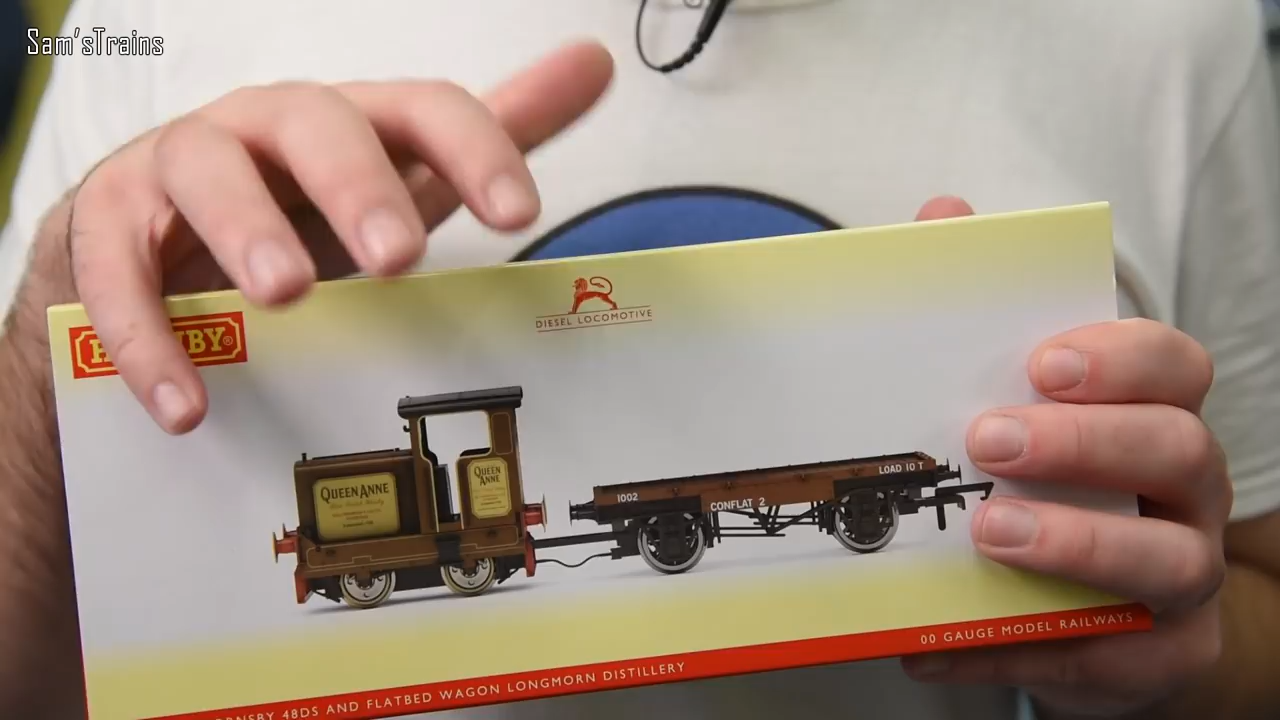 Sam'sTrains
DIESEL LOCOMOTIVE
QUEEN ANNE
QUEEN
ANNE
1002
CONFLAT 2
LOAD 10 T
00 GAUGE MODEL RAILWAYS
48DS AND FLATBED WAGON LONGMORN DISTILLERY